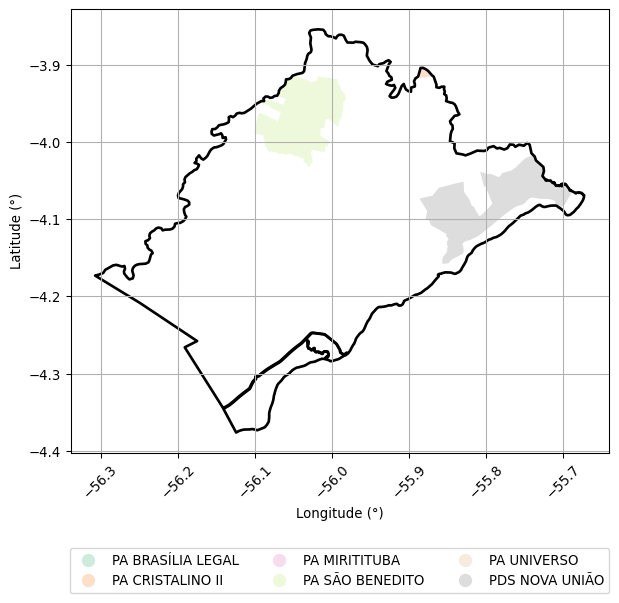 −3.9
−4.0
−4.1
−4.2
−4.3
−4.4
Latitude (°)
−56.3
−56.2
−56.1
−56.0
−55.9
−55.8
−55.7
Longitude (°)
PA BRASÍLIA LEGAL
PA CRISTALINO II
PA MIRITITUBA
PA SÃO BENEDITO
PA UNIVERSO
PDS NOVA UNIÃO